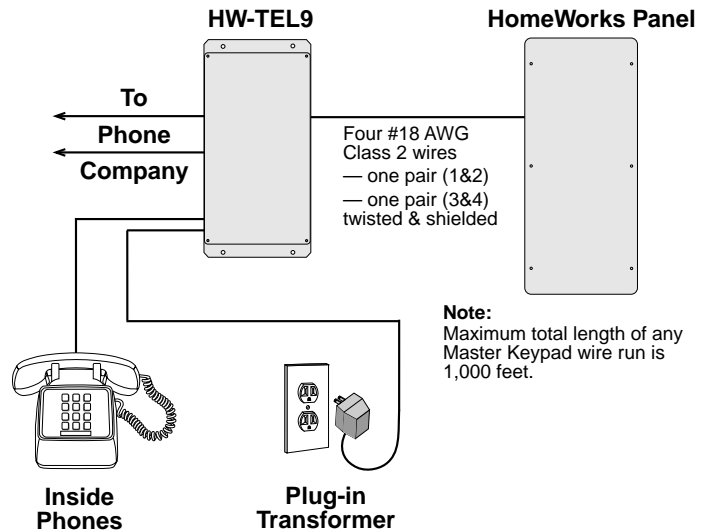 HW-TEL9
HomeWorks Panel
To
Phone
Company
Four #18 AWG
Class 2 wires
— one pair (1&2)
— one pair (3&4)
twisted & shielded
Note:
Maximum total length of any
Master Keypad wire run is
1,000 feet.
Inside
Phones
Plug-in
Transformer